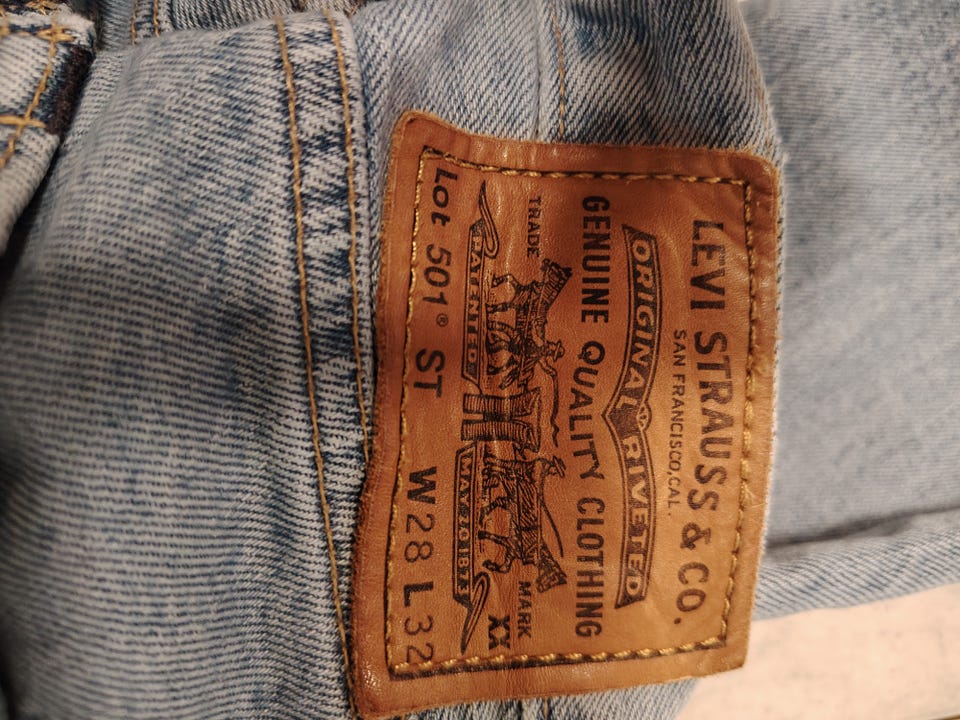 LEVI STRAUSS & CO.
SAN FRANCISCO, CAL.
ORIGINAL RIVETED
GENUINE QUALITY CLOTHING
TRADE MARK
PATENTED MAY 20 1873
XX
Lot 501® ST W28 L32